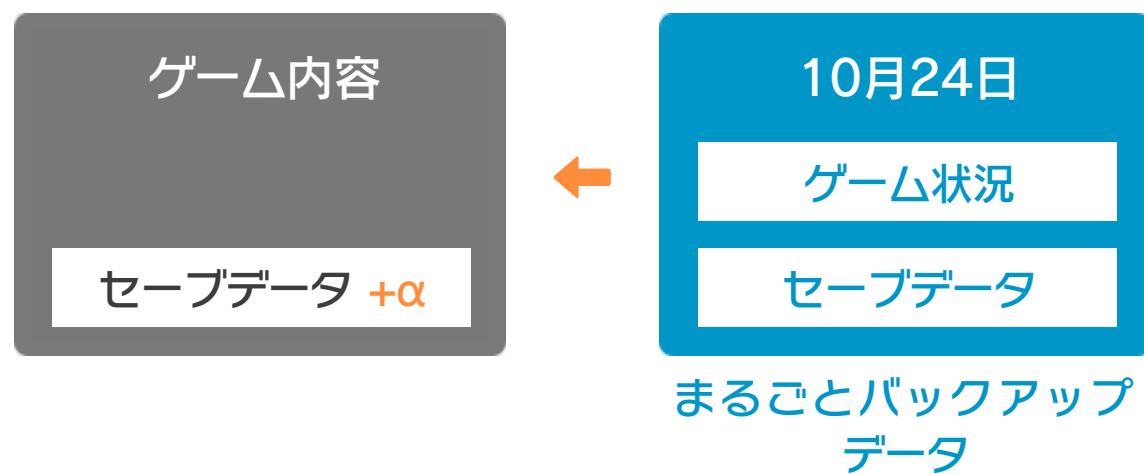 ゲーム内容
セーブデータ +α
10月24日
ゲーム状況
セーブデータ
まるごとバックアップ
データ